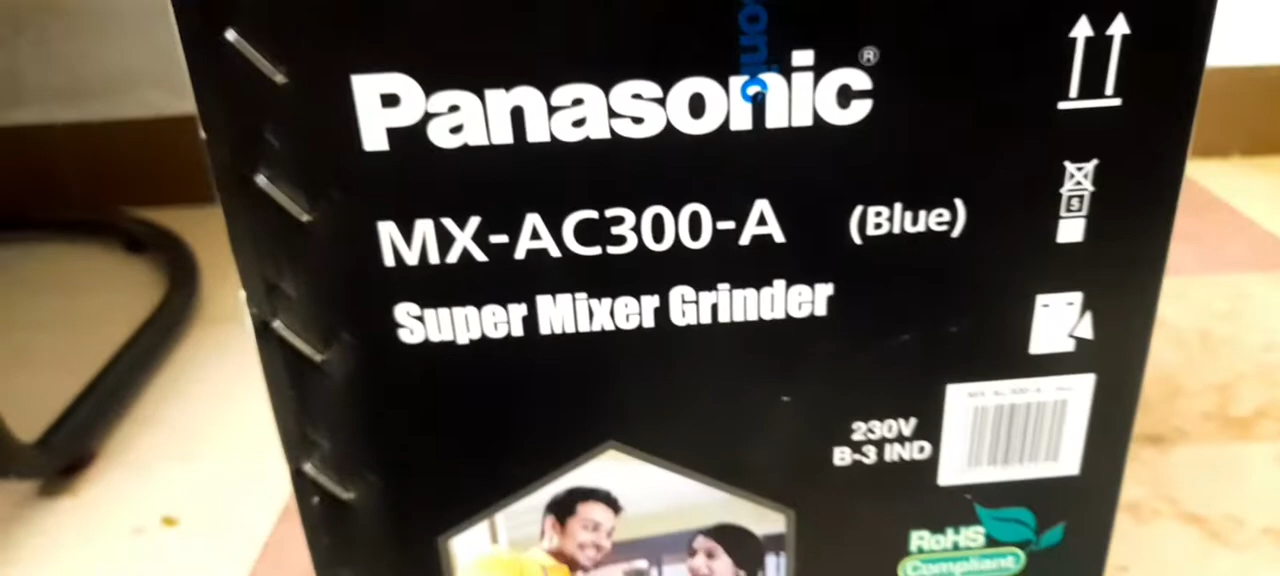 Panasonic®
MX-AC300-A (Blue)
Super Mixer Grinder
230V
B-3 IND
RoHS
Compliant